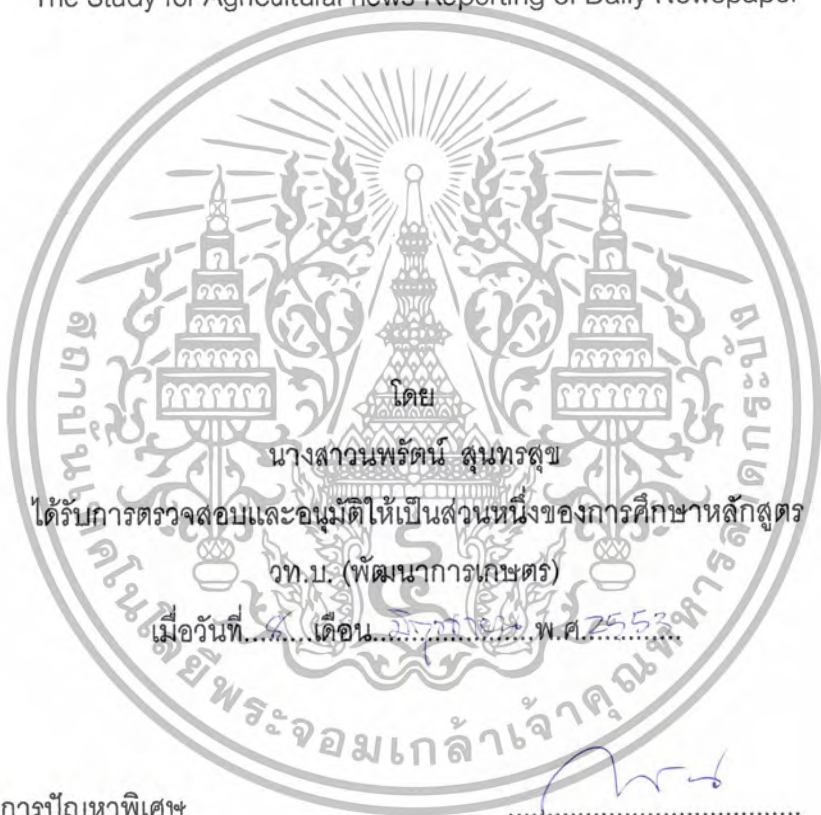 The Study for Agricultural news Reporting of Daily Newspaper
สถาบันเทคโนโลยีพระจอมเกล้าเจ้าคุณทหารลาดกระบัง
โดย
นางสาวนพรัตน์ สุนทรสุข
ได้รับการตรวจสอบและอนุมัติให้เป็นส่วนหนึ่งของการศึกษาหลักสูตร
วท.บ. (พัฒนาการเกษตร)
เมื่อวันที่........เดือน..มิถุนายน..พ.ศ.2553
การปัญหาพิเศษ